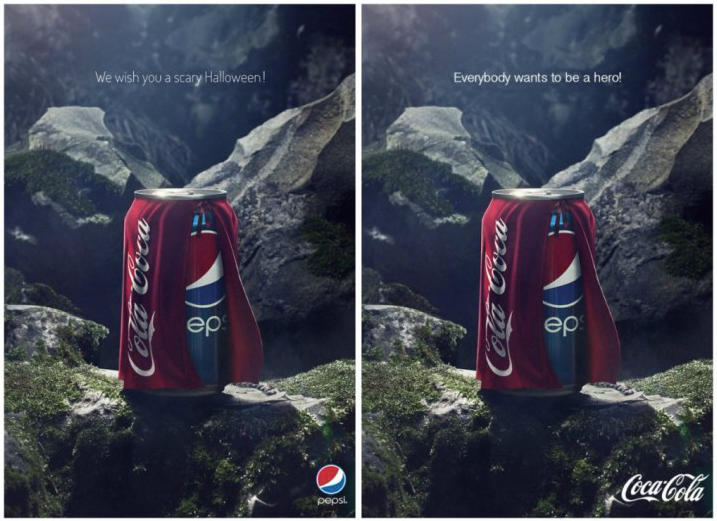 We wish you a scary Halloween!
Cola Coca
eps
pepsi.
Everybody wants to be a hero!
Cola Coca
eps
Coca-Cola